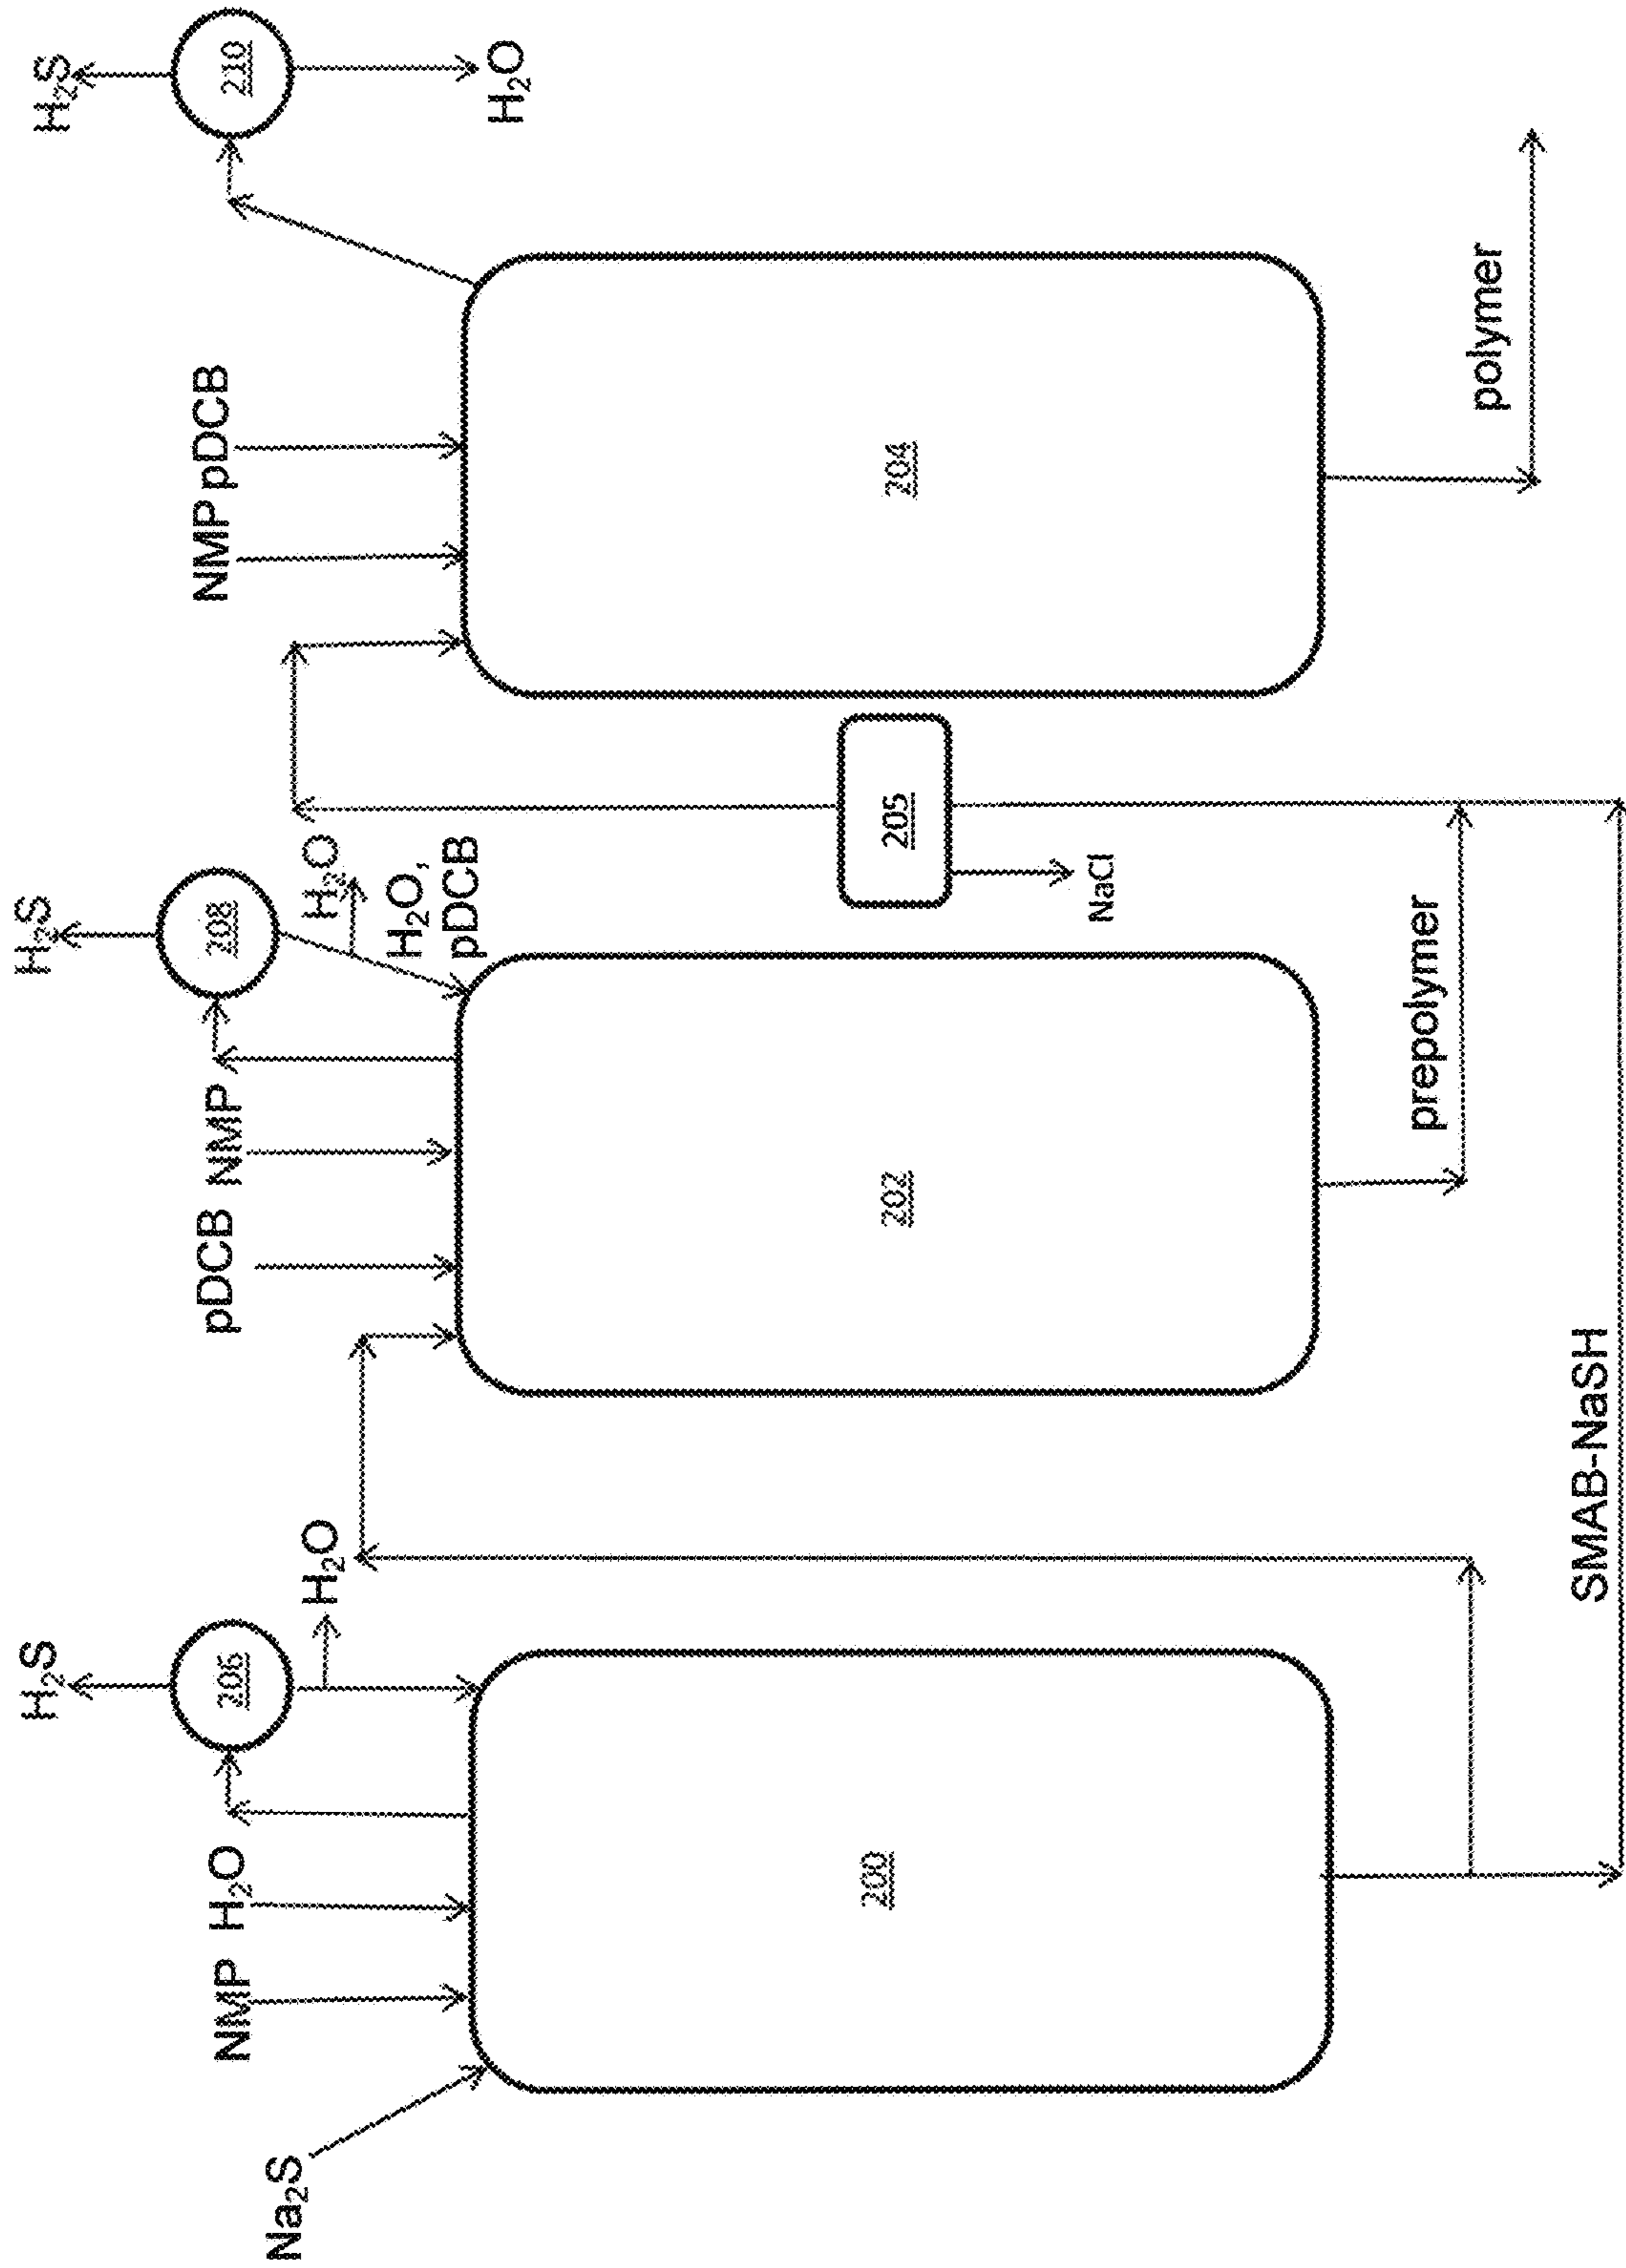 H₂S
H₂S
H₂S
206
208
210
Na₂S
NMP
H₂O
H₂O
pDCB
NMP
H₂O
H₂O,
pDCB
NMP
pDCB
H₂O
200
202
205
204
NaCl
prepolymer
polymer
SMAB-NaSH